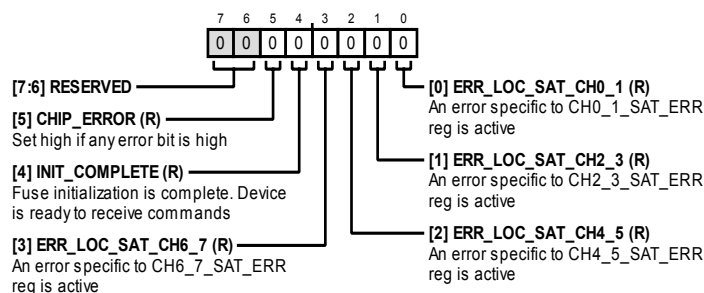 7 6 5 4 3 2 1 0
0 0 0 0 0 0 0 0
[7:6] RESERVED
[5] CHIP_ERROR (R)
Set high if any error bit is high
[4] INIT_COMPLETE (R)
Fuse initialization is complete. Device
is ready to receive commands
[3] ERR_LOC_SAT_CH6_7 (R)
An error specific to CH6_7_SAT_ERR
reg is active
[0] ERR_LOC_SAT_CH0_1 (R)
An error specific to CH0_1_SAT_ERR
reg is active
[1] ERR_LOC_SAT_CH2_3 (R)
An error specific to CH2_3_SAT_ERR
reg is active
[2] ERR_LOC_SAT_CH4_5 (R)
An error specific to CH4_5_SAT_ERR
reg is active